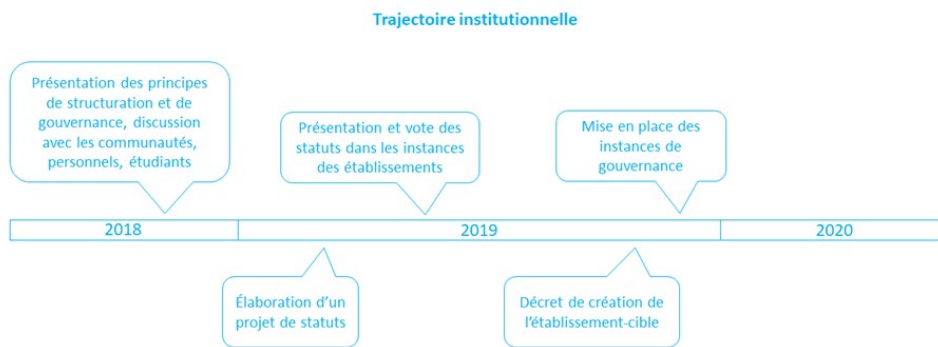 Trajectoire institutionnelle
Présentation des principes
de structuration et de
gouvernance, discussion
avec les communautés,
personnels, étudiants
Présentation et vote des
statuts dans les instances
des établissements
Mise en place des
instances de
gouvernance
2018
2019
2020
Élaboration d’un
projet de statuts
Décret de création de
l’établissement-cible